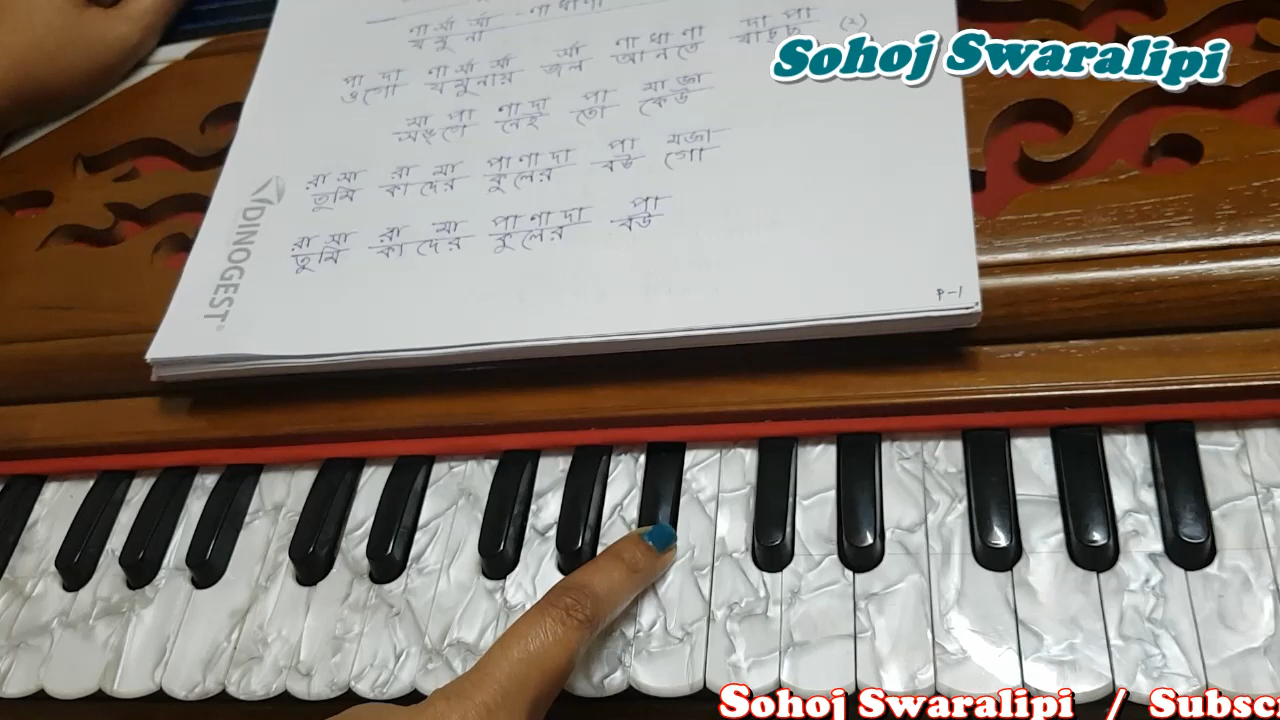 র্ণা র্সা র্সা - ণা ধা ণা
যমুনা
Sohoj Swaralipi
পা দা ণা র্সা র্সা র্সা ণা ধা ণা দা পা (২)
ওগো যমুনায় জল আনতে যাচ্ছ
মা পা ণা দা পা মা জ্ঞা
সঙ্গে নেই তো কেউ
রা মা রা মা পা ণা দা পা মজ্ঞা
তুমি কাদের কুলের বউ গো
রা মা রা মা পা ণা দা পা
তুমি কাদের কুলের বউ
DINOGEST
P-1
Sohoj Swaralipi / Subsc